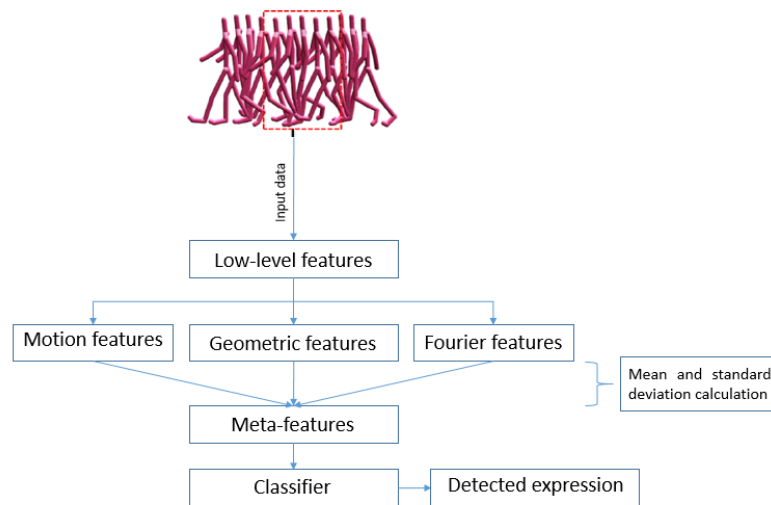 Input data
Low-level features
Motion features
Geometric features
Fourier features
Mean and standard
deviation calculation
Meta-features
Classifier
Detected expression